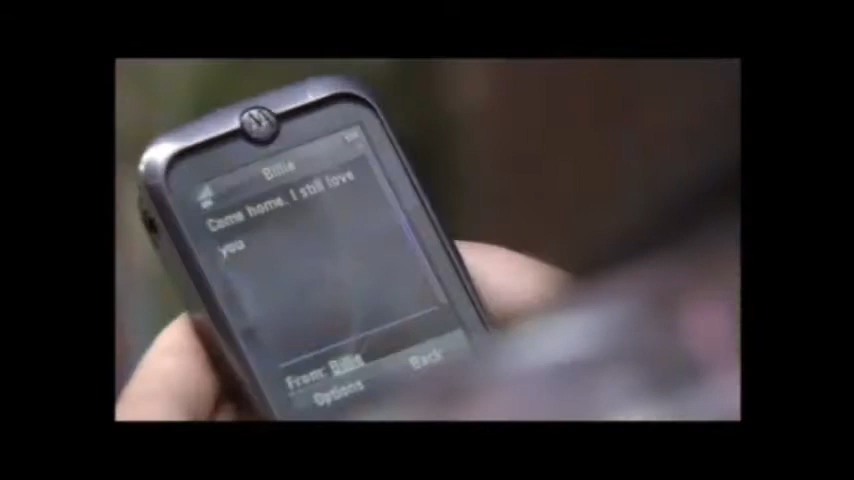 Billie
Come home. I still love
you
From: Billie
Options Back